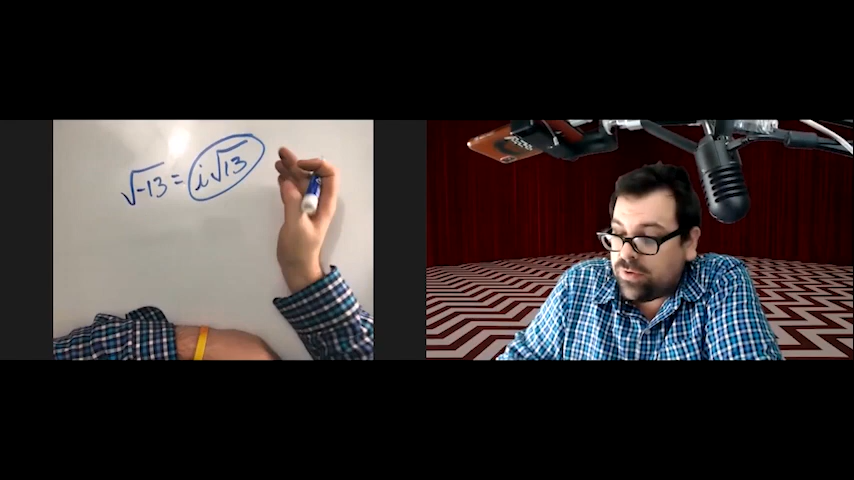 √-13 = i√13